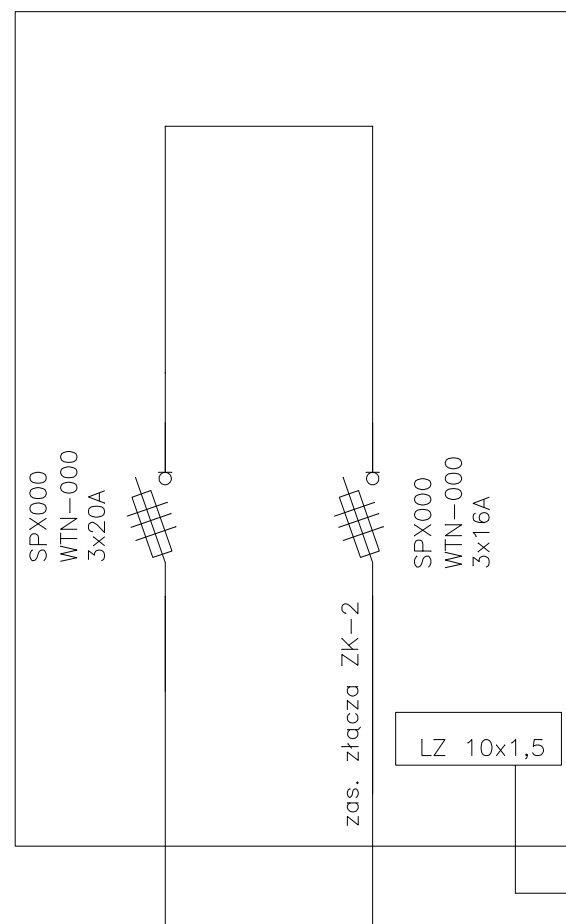 SPX000
WTN-000
3x20A
SPX000
WTN-000
3x16A
zas. złącza ZK-2
LZ 10x1,5